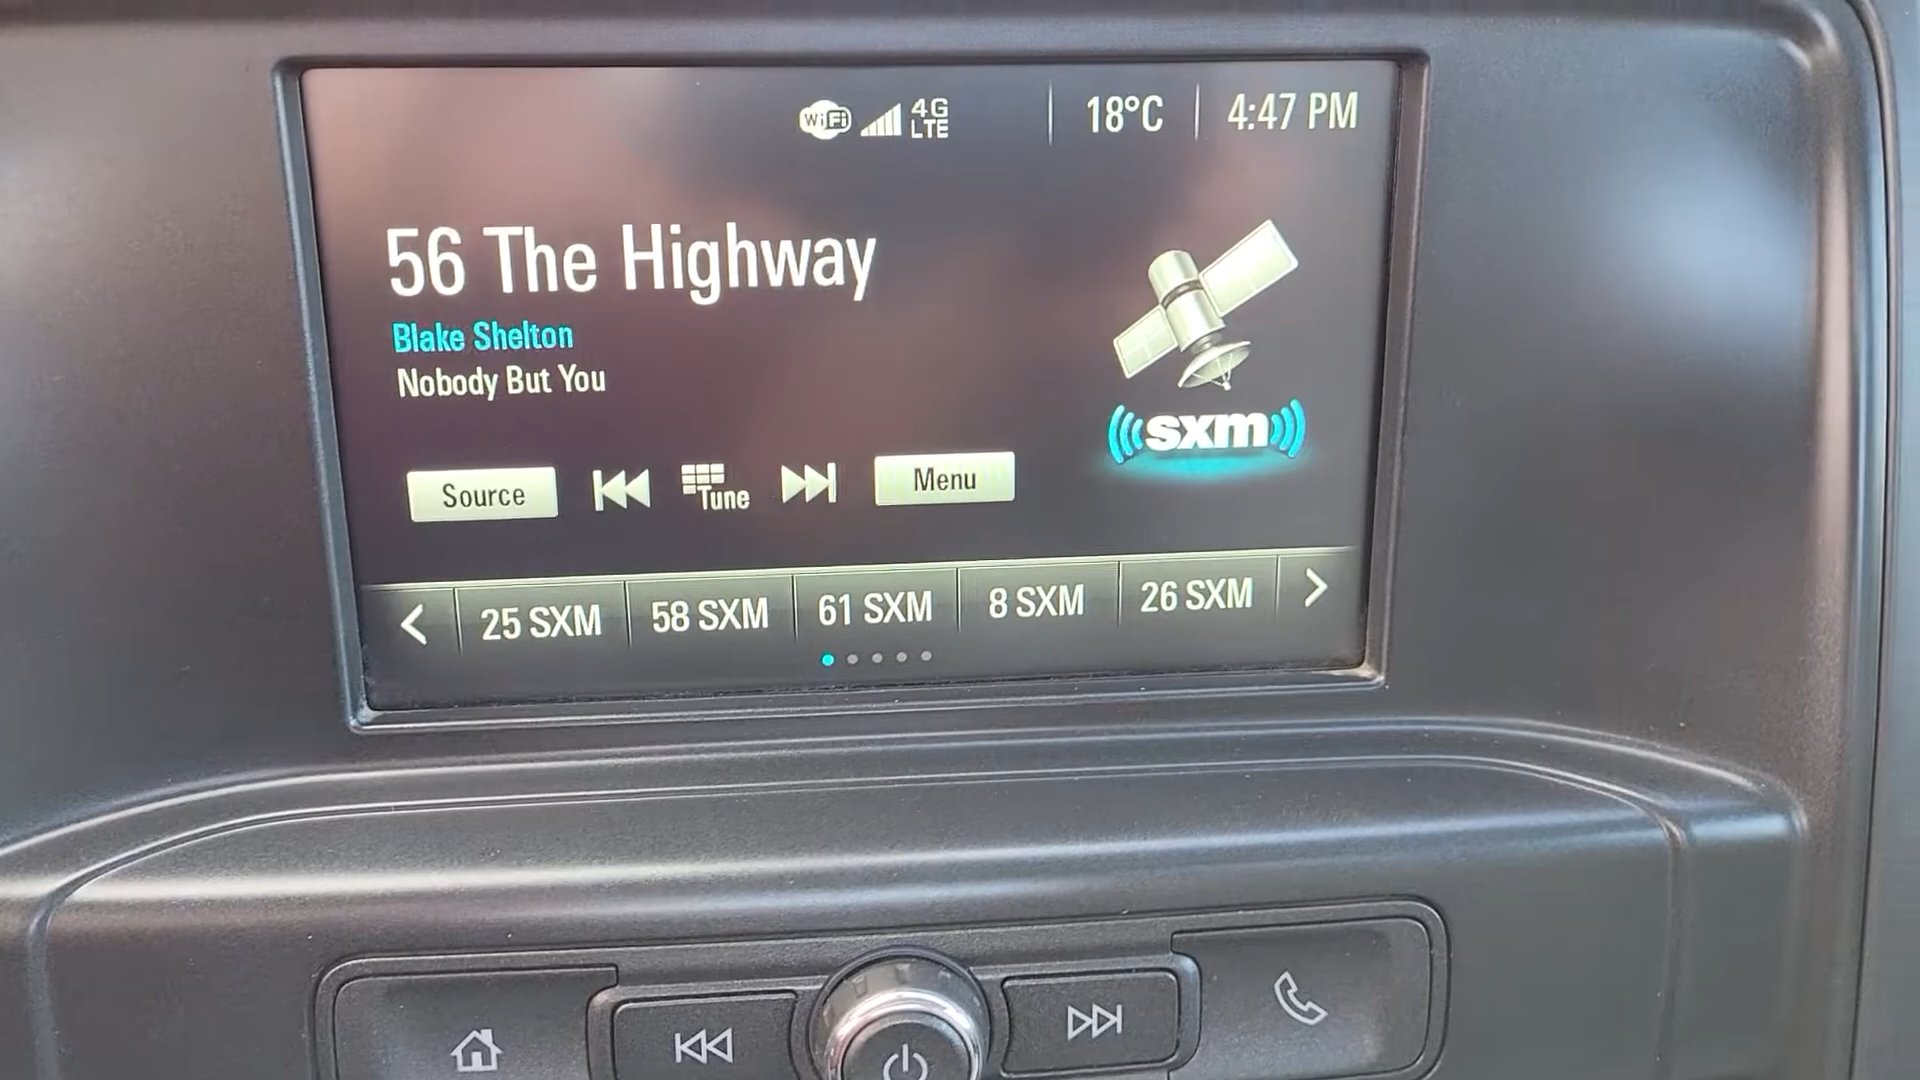 WiFi 4G LTE 18°C 4:47 PM
56 The Highway
Blake Shelton
Nobody But You
sxm
Source Tune Menu
25 SXM 58 SXM 61 SXM 8 SXM 26 SXM